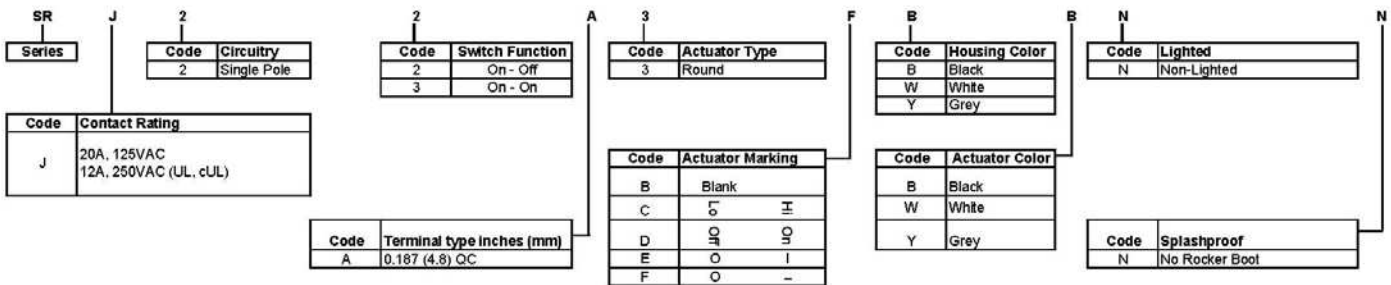 SR J 2 2 A 3 F B B N N
Series
Code Circuitry
2 Single Pole
Code Switch Function
2 On - Off
3 On - On
Code Actuator Type
3 Round
Code Housing Color
B Black
W White
Y Grey
Code Lighted
N Non-Lighted
Code Contact Rating
J 20A, 125VAC
12A, 250VAC (UL, cUL)
Code Terminal type inches (mm)
A 0.187 (4.8) QC
Code Actuator Marking
B Blank
C Lo Hi
D Off On
E O I
F O –
Code Actuator Color
B Black
W White
Y Grey
Code Splashproof
N No Rocker Boot